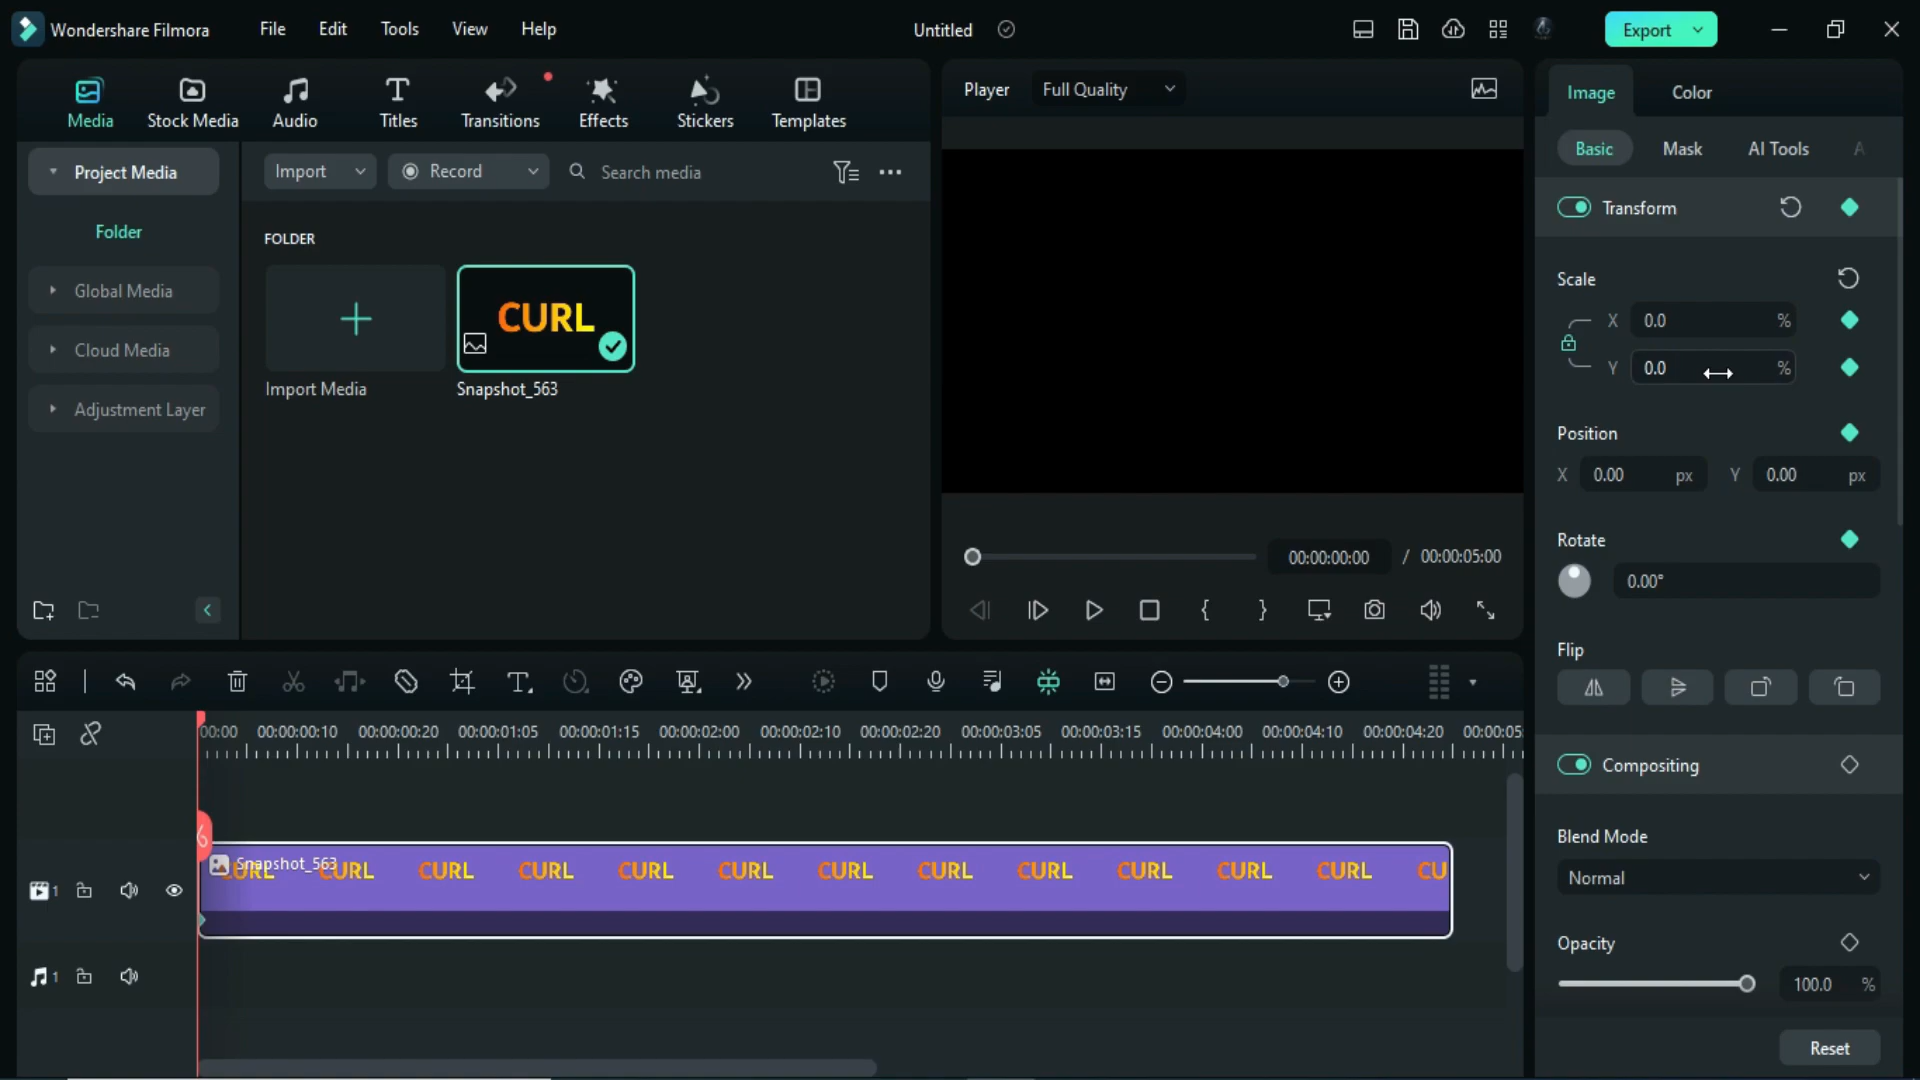 Wondershare Filmora File Edit Tools View Help Untitled Export
Media Stock Media Audio Titles Transitions Effects Stickers Templates
Project Media
Folder
Global Media
Cloud Media
Adjustment Layer
Import Record Search media
FOLDER
CURL
Import Media Snapshot_563
Player Full Quality
00:00:00:00 / 00:00:05:00
Image Color
Basic Mask AI Tools A
Transform
Scale
X 0.0 %
Y 0.0 %
Position
X 0.00 px Y 0.00 px
Rotate
0.00°
Flip
Compositing
Blend Mode
Normal
Opacity
100.0 %
Reset
00:00 00:00:00:10 00:00:00:20 00:00:01:05 00:00:01:15 00:00:02:00 00:00:02:10 00:00:02:20 00:00:03:05 00:00:03:15 00:00:04:00 00:00:04:10 00:00:04:20 00:00:05:
Snapshot_563
CURL CURL CURL CURL CURL CURL CURL CURL CURL CURL CURL CURL CU
1
1